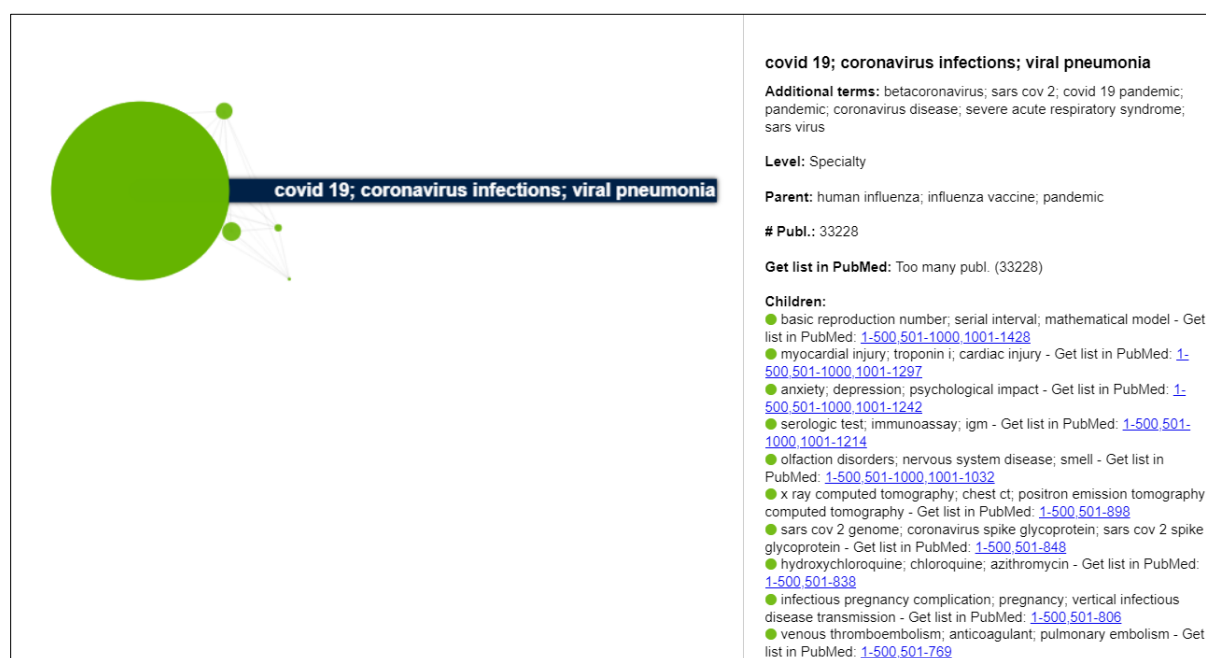 covid 19; coronavirus infections; viral pneumonia
covid 19; coronavirus infections; viral pneumonia
Additional terms: betacoronavirus; sars cov 2; covid 19 pandemic;
pandemic; coronavirus disease; severe acute respiratory syndrome;
sars virus
Level: Specialty
Parent: human influenza; influenza vaccine; pandemic
# Publ.: 33228
Get list in PubMed: Too many publ. (33228)
Children:
basic reproduction number; serial interval; mathematical model - Get
list in PubMed: 1-500,501-1000,1001-1428
myocardial injury; troponin i; cardiac injury - Get list in PubMed: 1-
500,501-1000,1001-1297
anxiety; depression; psychological impact - Get list in PubMed: 1-
500,501-1000,1001-1242
serologic test; immunoassay; igm - Get list in PubMed: 1-500,501-
1000,1001-1214
olfaction disorders; nervous system disease; smell - Get list in
PubMed: 1-500,501-1000,1001-1032
x ray computed tomography; chest ct; positron emission tomography
computed tomography - Get list in PubMed: 1-500,501-898
sars cov 2 genome; coronavirus spike glycoprotein; sars cov 2 spike
glycoprotein - Get list in PubMed: 1-500,501-848
hydroxychloroquine; chloroquine; azithromycin - Get list in PubMed:
1-500,501-838
infectious pregnancy complication; pregnancy; vertical infectious
disease transmission - Get list in PubMed: 1-500,501-806
venous thromboembolism; anticoagulant; pulmonary embolism - Get
list in PubMed: 1-500,501-769